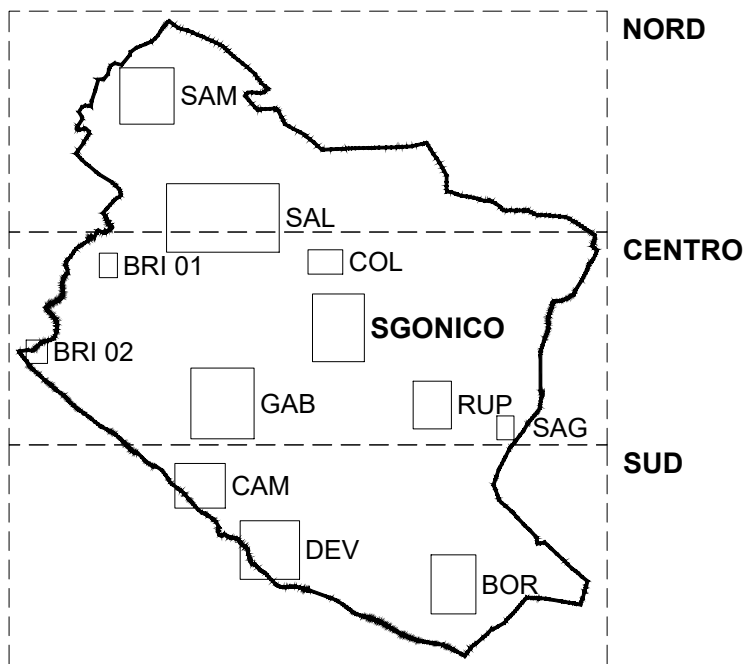 NORD
SAM
SAL
CENTRO
BRI 01
COL
SGONICO
BRI 02
GAB
RUP
SAG
SUD
CAM
DEV
BOR